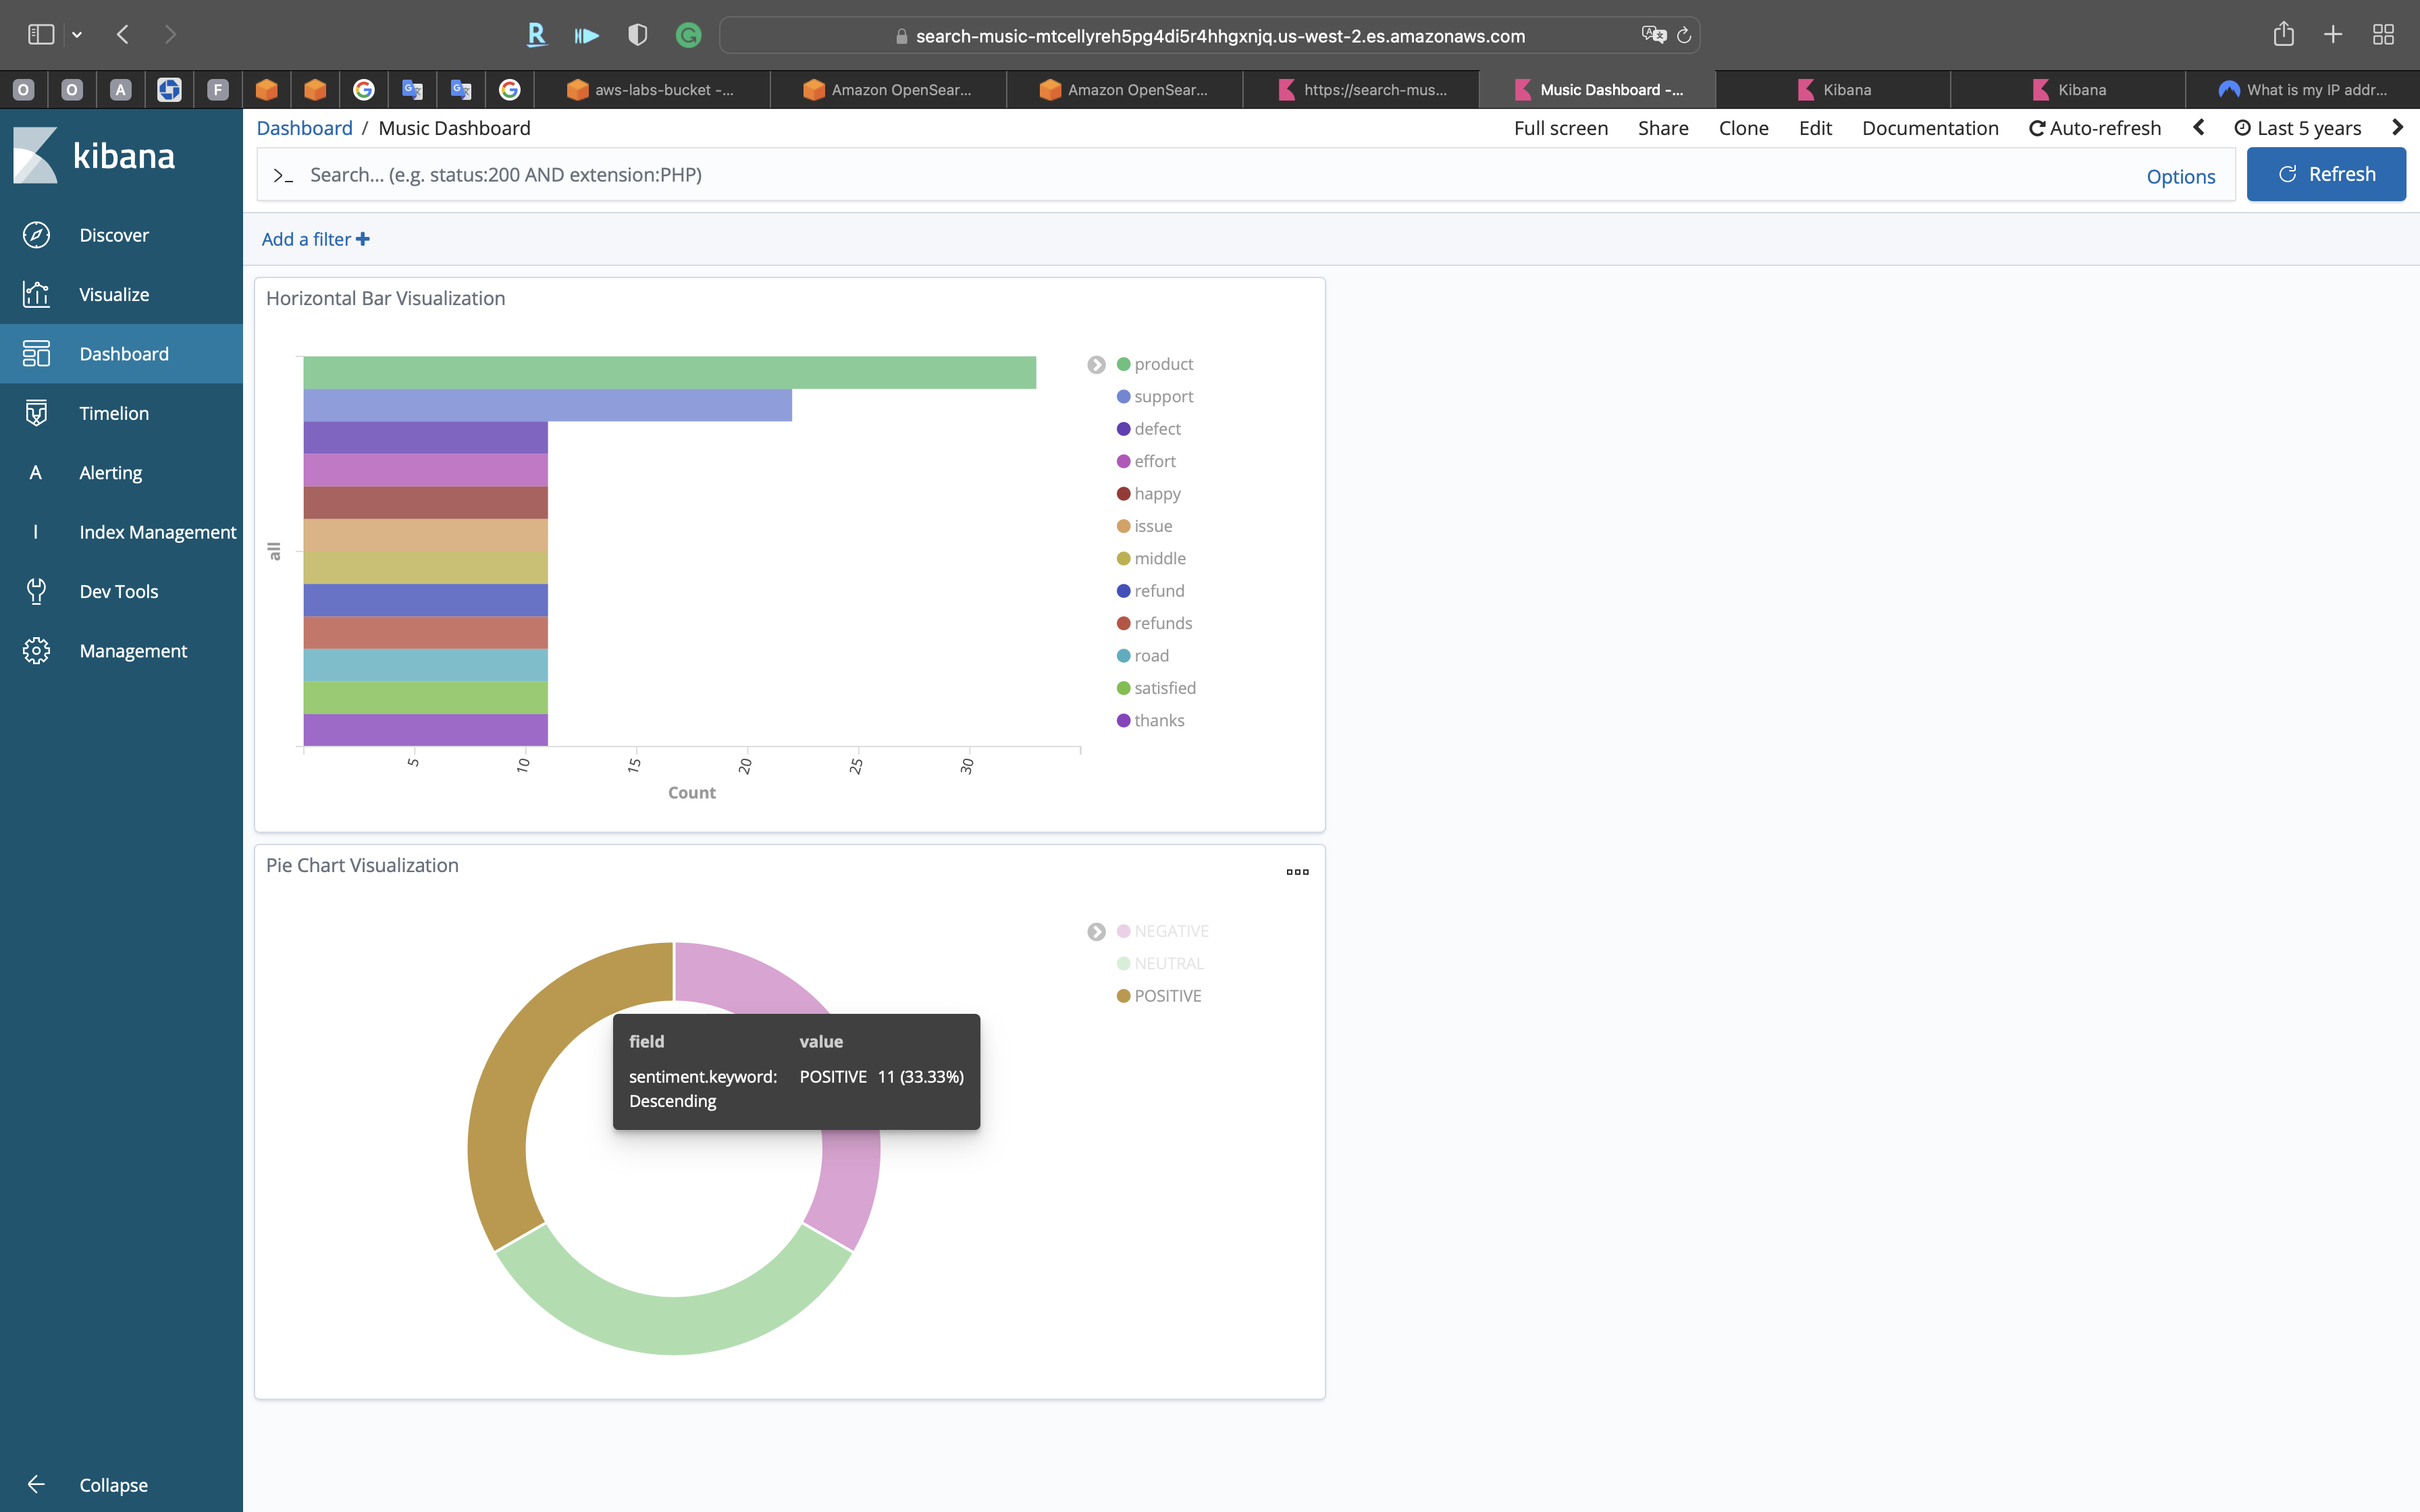 search-music-mtcellyreh5pg4di5r4hhgxnjq.us-west-2.es.amazonaws.com
O
O
A
F
aws-labs-bucket -...
Amazon OpenSear...
Amazon OpenSear...
https://search-mus...
Music Dashboard -...
Kibana
Kibana
What is my IP addr...
kibana
Discover
Visualize
Dashboard
Timelion
A Alerting
I Index Management
Dev Tools
Management
Collapse
Dashboard / Music Dashboard
Full screen Share Clone Edit Documentation Auto-refresh Last 5 years
>_ Search... (e.g. status:200 AND extension:PHP)
Options
Refresh
Add a filter +
Horizontal Bar Visualization
all
5 10 15 20 25 30
Count
product
support
defect
effort
happy
issue
middle
refund
refunds
road
satisfied
thanks
Pie Chart Visualization
NEGATIVE
NEUTRAL
POSITIVE
field value
sentiment.keyword: POSITIVE 11 (33.33%)
Descending